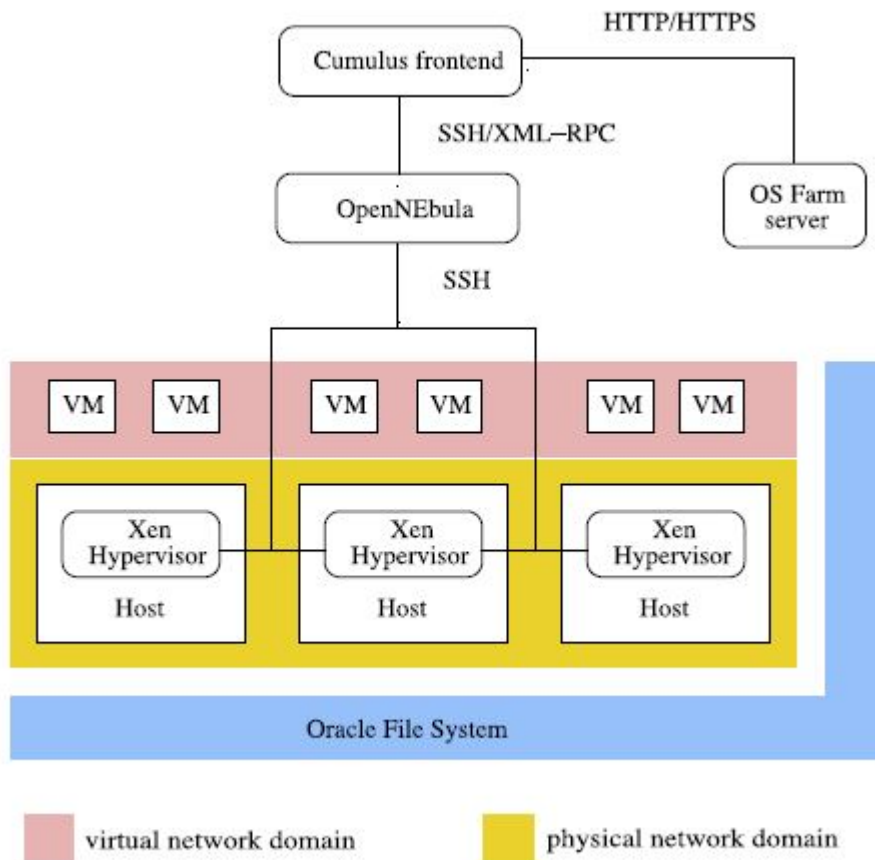 HTTP/HTTPS
Cumulus frontend
SSH/XML–RPC
OpenNEbula
OS Farm
server
SSH
VM VM VM VM VM VM
Xen
Hypervisor
Host
Xen
Hypervisor
Host
Xen
Hypervisor
Host
Oracle File System
virtual network domain
physical network domain